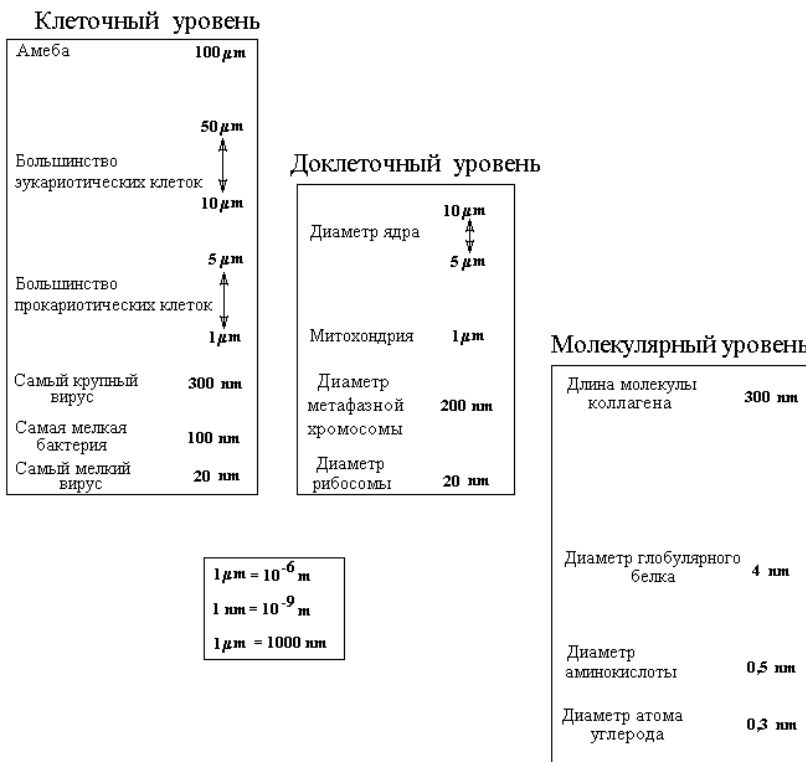 Клеточный уровень
Амеба 100 µm
50 µm
Большинство
эукариотических клеток
10 µm
5 µm
Большинство
прокариотических клеток
1 µm
Самый крупный 300 nm
вирус
Самая мелкая
бактерия 100 nm
Самый мелкий 20 nm
вирус
Доклеточный уровень
10 µm
Диаметр ядра
5 µm
Митохондрия 1 µm
Диаметр
метафазной 200 nm
хромосомы
Диаметр
рибосомы 20 nm
Молекулярный уровень
Длина молекулы
коллагена 300 nm
Диаметр глобулярного
белка 4 nm
Диаметр
аминокислоты 0,5 nm
Диаметр атома
углерода 0,3 nm
1 µm = 10⁻⁶ m
1 nm = 10⁻⁹ m
1 µm = 1000 nm